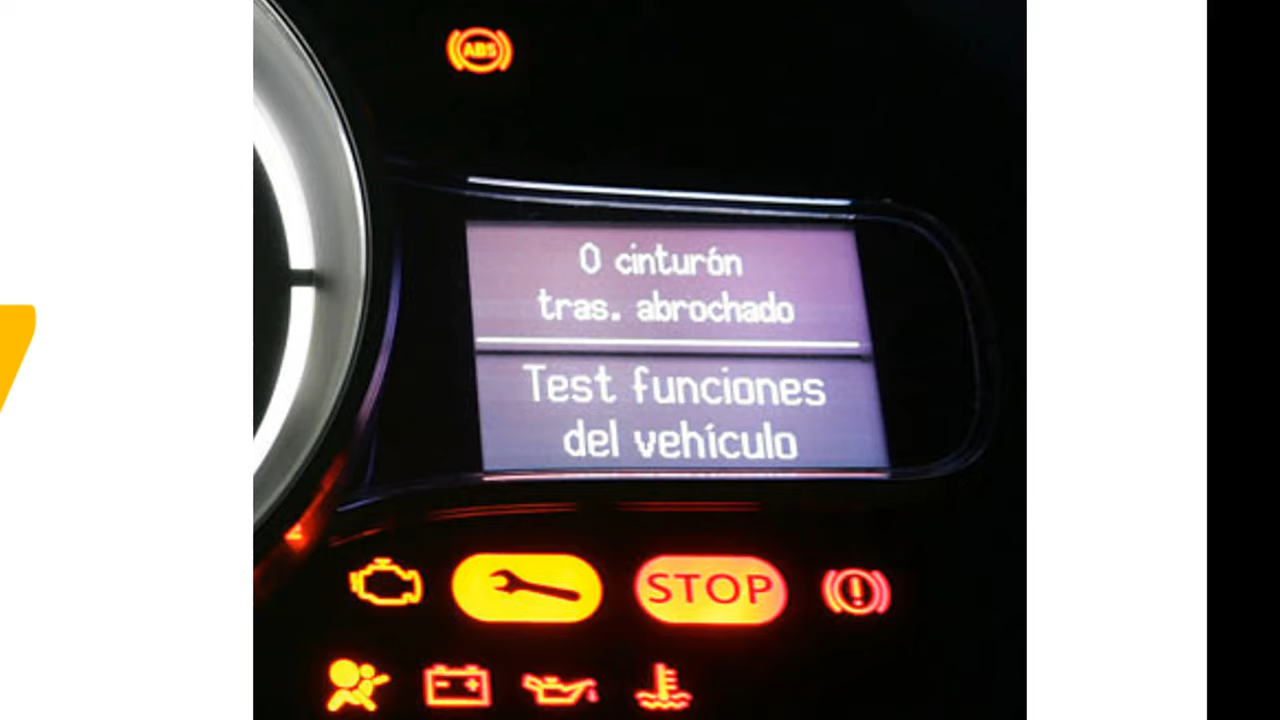 ABS
0 cinturón
tras. abrochado
Test funciones
del vehículo
STOP